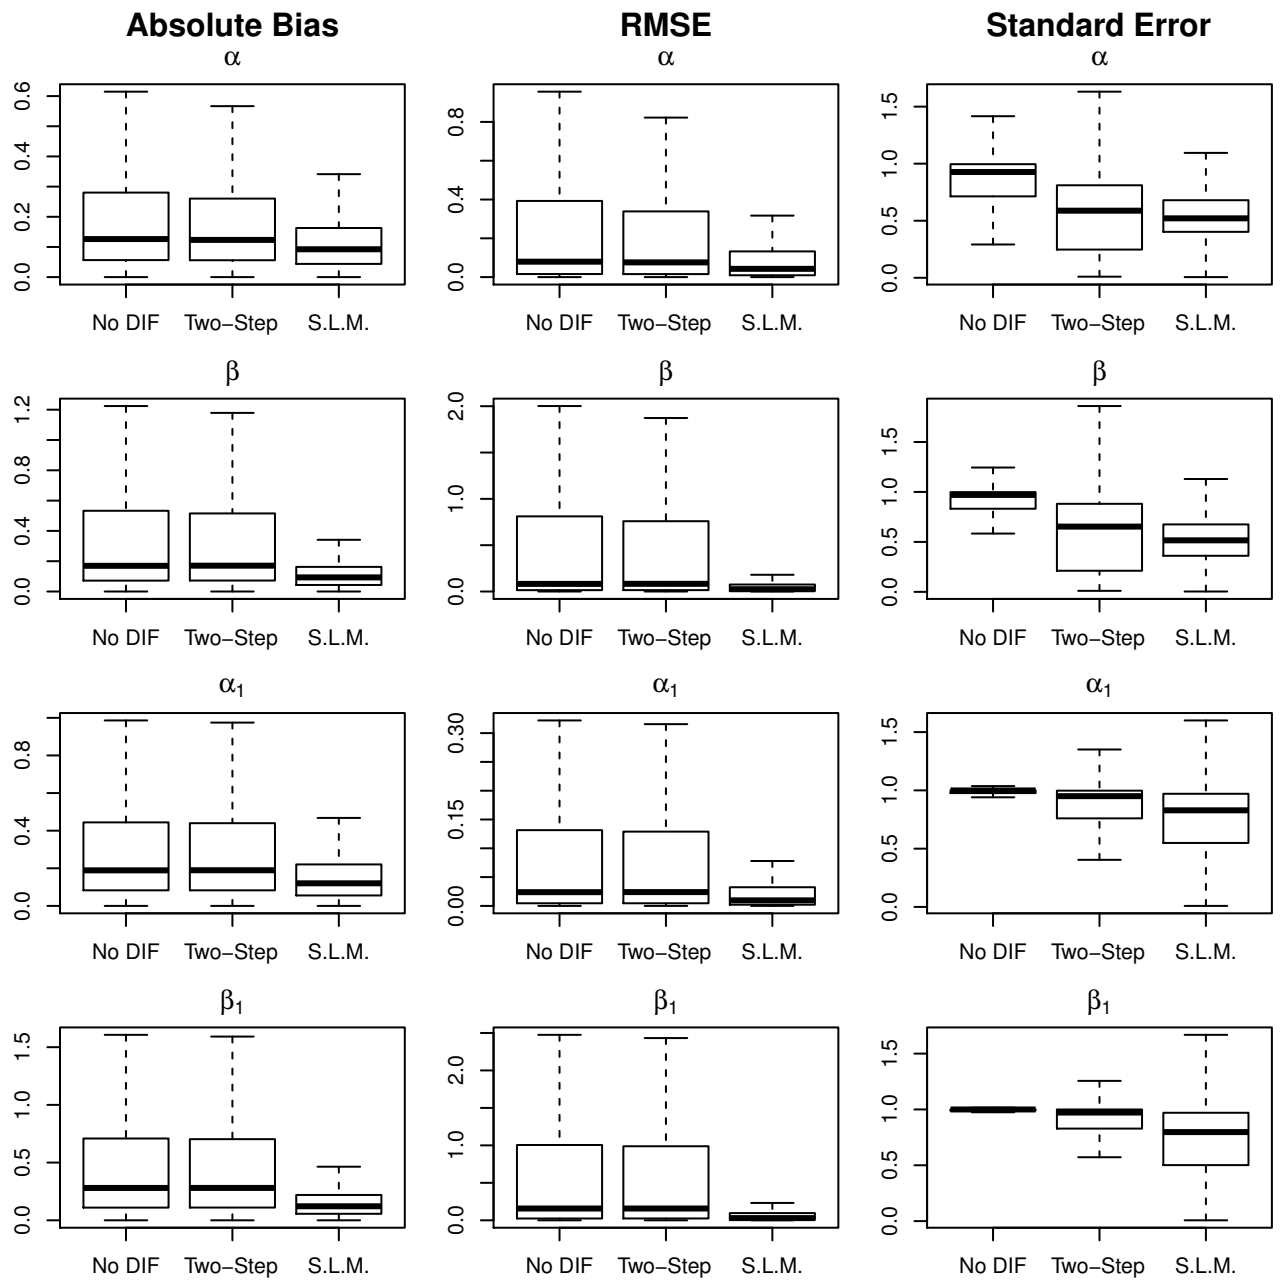 Absolute Bias RMSE Standard Error
α α α
0.0 0.2 0.4 0.6
0.0 0.4 0.8
0.0 0.5 1.0 1.5
No DIF Two−Step S.L.M. No DIF Two−Step S.L.M. No DIF Two−Step S.L.M.
β β β
0.0 0.4 0.8 1.2
0.0 1.0 2.0
0.0 0.5 1.0 1.5
No DIF Two−Step S.L.M. No DIF Two−Step S.L.M. No DIF Two−Step S.L.M.
α₁ α₁ α₁
0.0 0.4 0.8
0.00 0.15 0.30
0.0 0.5 1.0 1.5
No DIF Two−Step S.L.M. No DIF Two−Step S.L.M. No DIF Two−Step S.L.M.
β₁ β₁ β₁
0.0 0.5 1.0 1.5
0.0 1.0 2.0
0.0 0.5 1.0 1.5
No DIF Two−Step S.L.M. No DIF Two−Step S.L.M. No DIF Two−Step S.L.M.